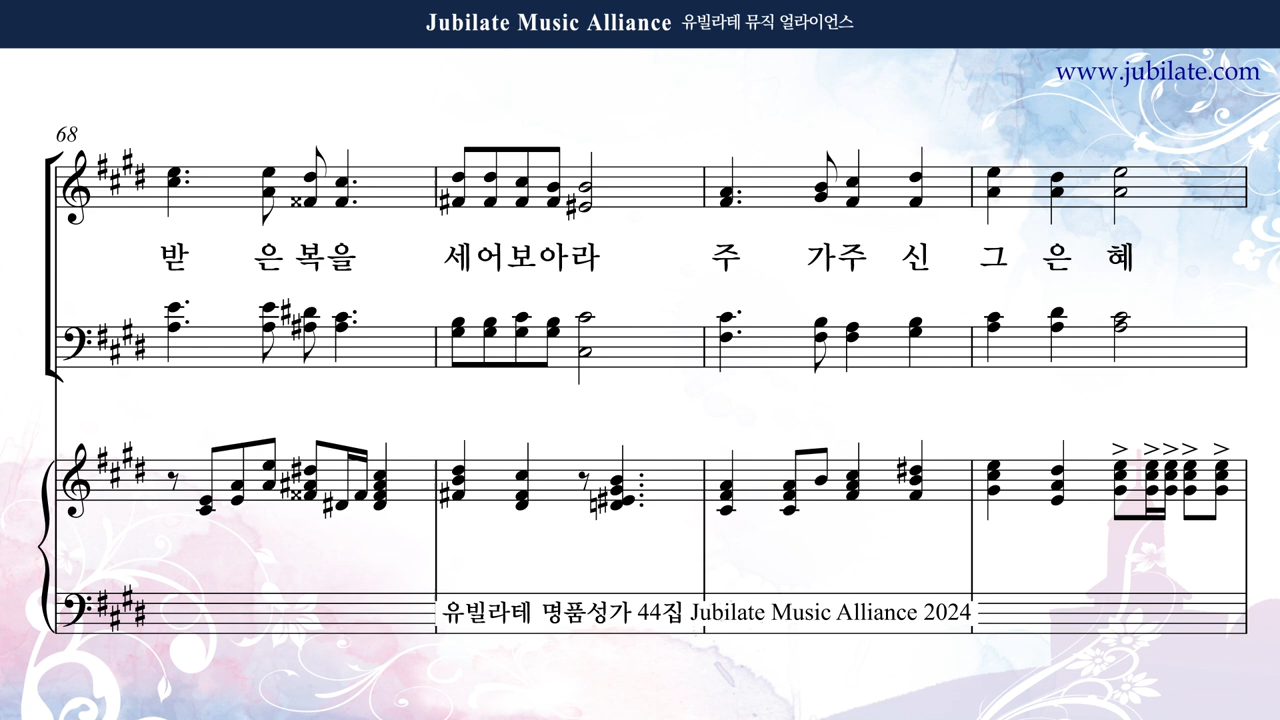 Jubilate Music Alliance 유빌라테 뮤직 얼라이언스
www.jubilate.com
68
받 은 복을 세어보아라 주 가주 신 그 은 혜
유빌라테 명품성가 44집 Jubilate Music Alliance 2024